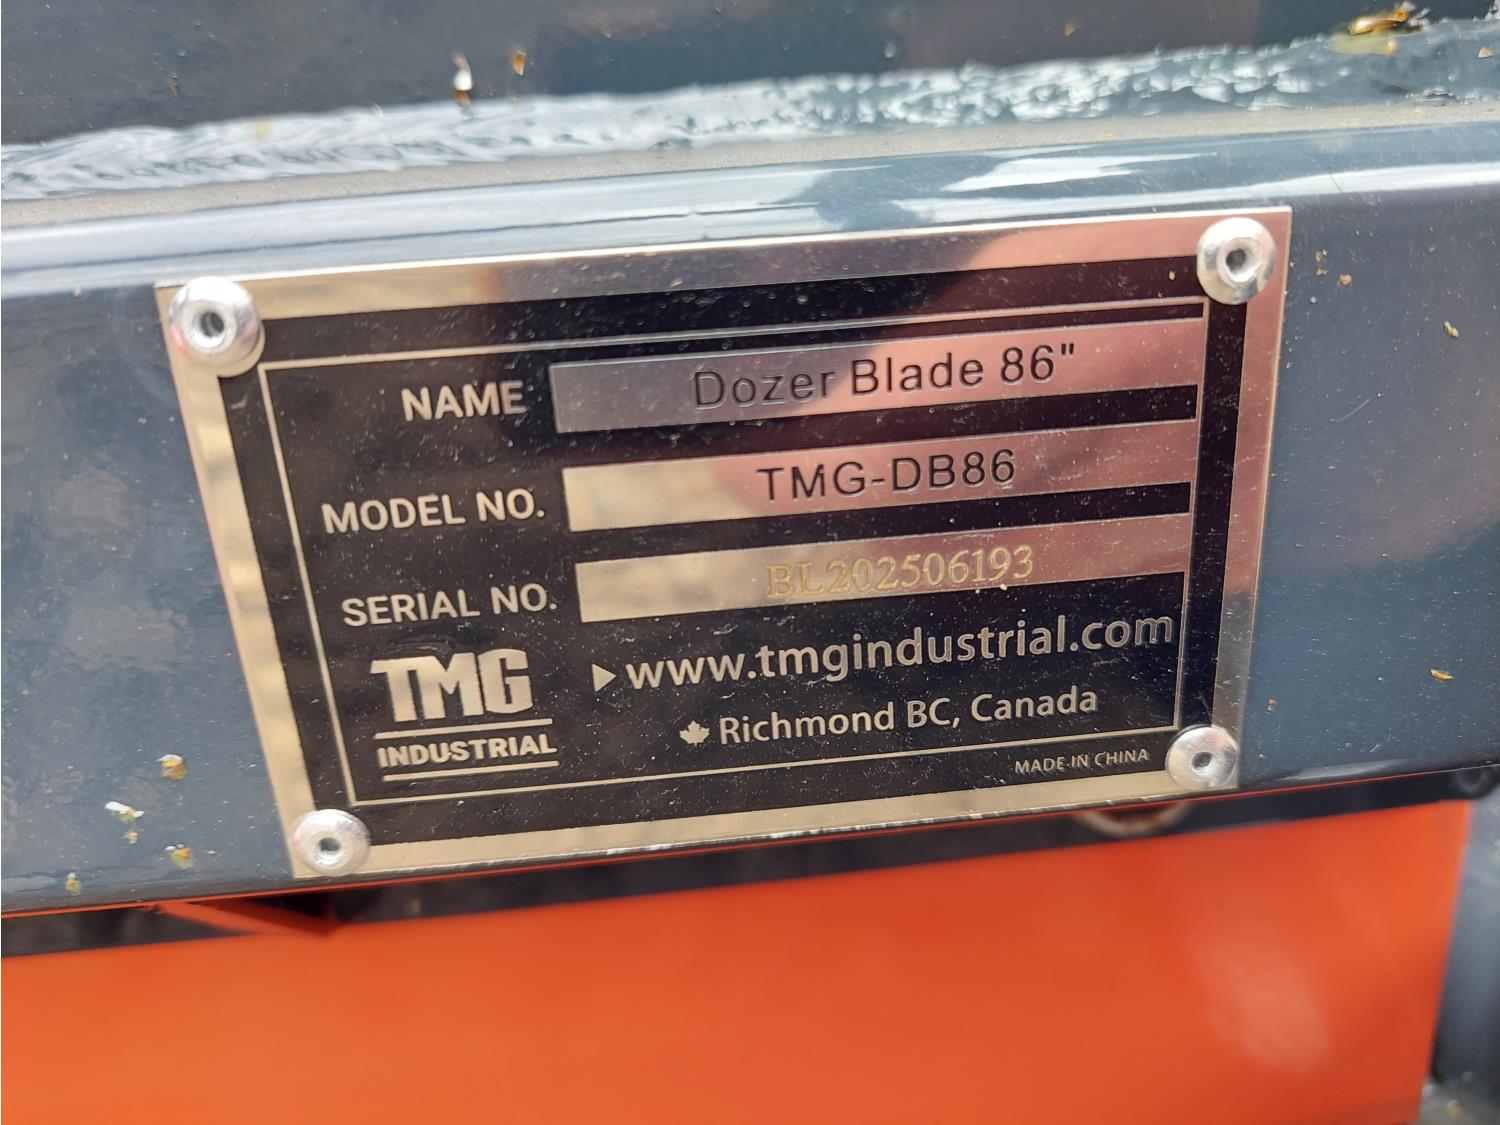 NAME Dozer Blade 86"
MODEL NO. TMG-DB86
SERIAL NO. BL202506193
TMG
INDUSTRIAL
www.tmgindustrial.com
Richmond BC, Canada
MADE IN CHINA